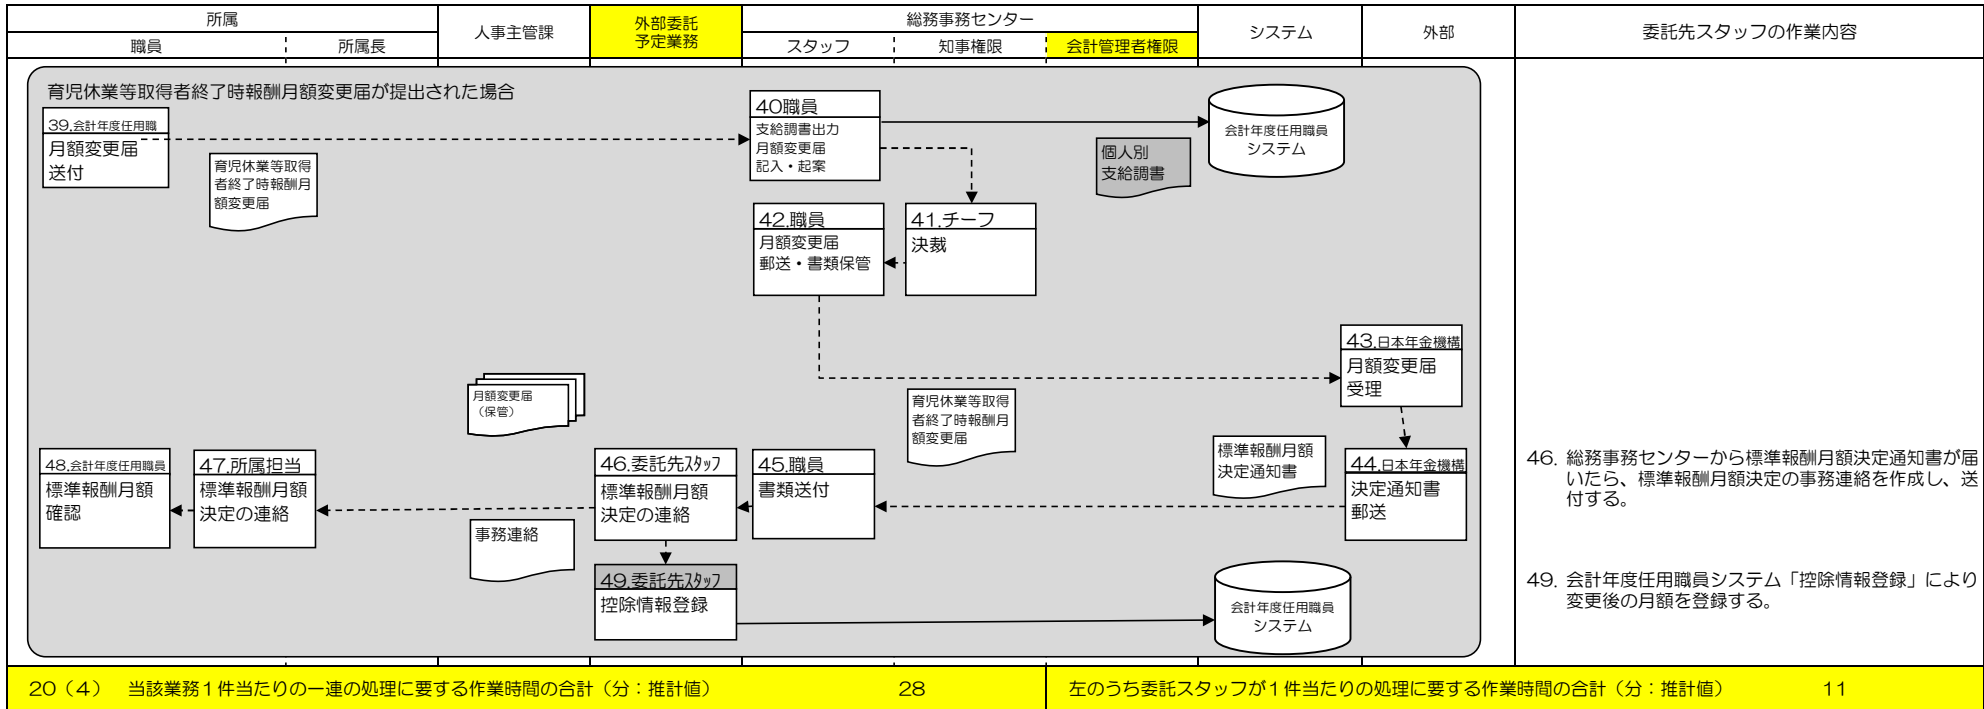 所属
人事主管課
外部委託
予定業務
総務事務センター
システム
外部
委託先スタッフの作業内容
職員
所属長
スタッフ
知事権限
会計管理者権限
育児休業等取得者終了時報酬月額変更届が提出された場合
39.会計年度任用職
月額変更届
送付
育児休業等取得
者終了時報酬月
額変更届
40職員
支給調書出力
月額変更届
記入・起案
個人別
支給調書
会計年度任用職員
システム
42.職員
月額変更届
郵送・書類保管
41.チーフ
決裁
43.日本年金機構
月額変更届
受理
月額変更届
(保管)
育児休業等取得
者終了時報酬月
額変更届
標準報酬月額
決定通知書
48.会計年度任用職員
標準報酬月額
確認
47.所属担当
標準報酬月額
決定の連絡
46.委託先スタッフ
標準報酬月額
決定の連絡
45.職員
書類送付
44.日本年金機構
決定通知書
郵送
46. 総務事務センターから標準報酬月額決定通知書が届
いたら、標準報酬月額決定の事務連絡を作成し、送
付する。
事務連絡
49.委託先スタッフ
控除情報登録
会計年度任用職員
システム
49. 会計年度任用職員システム「控除情報登録」により
変更後の月額を登録する。
20(4) 当該業務1件当たりの一連の処理に要する作業時間の合計(分:推計値) 28
左のうち委託スタッフが1件当たりの処理に要する作業時間の合計(分:推計値) 11